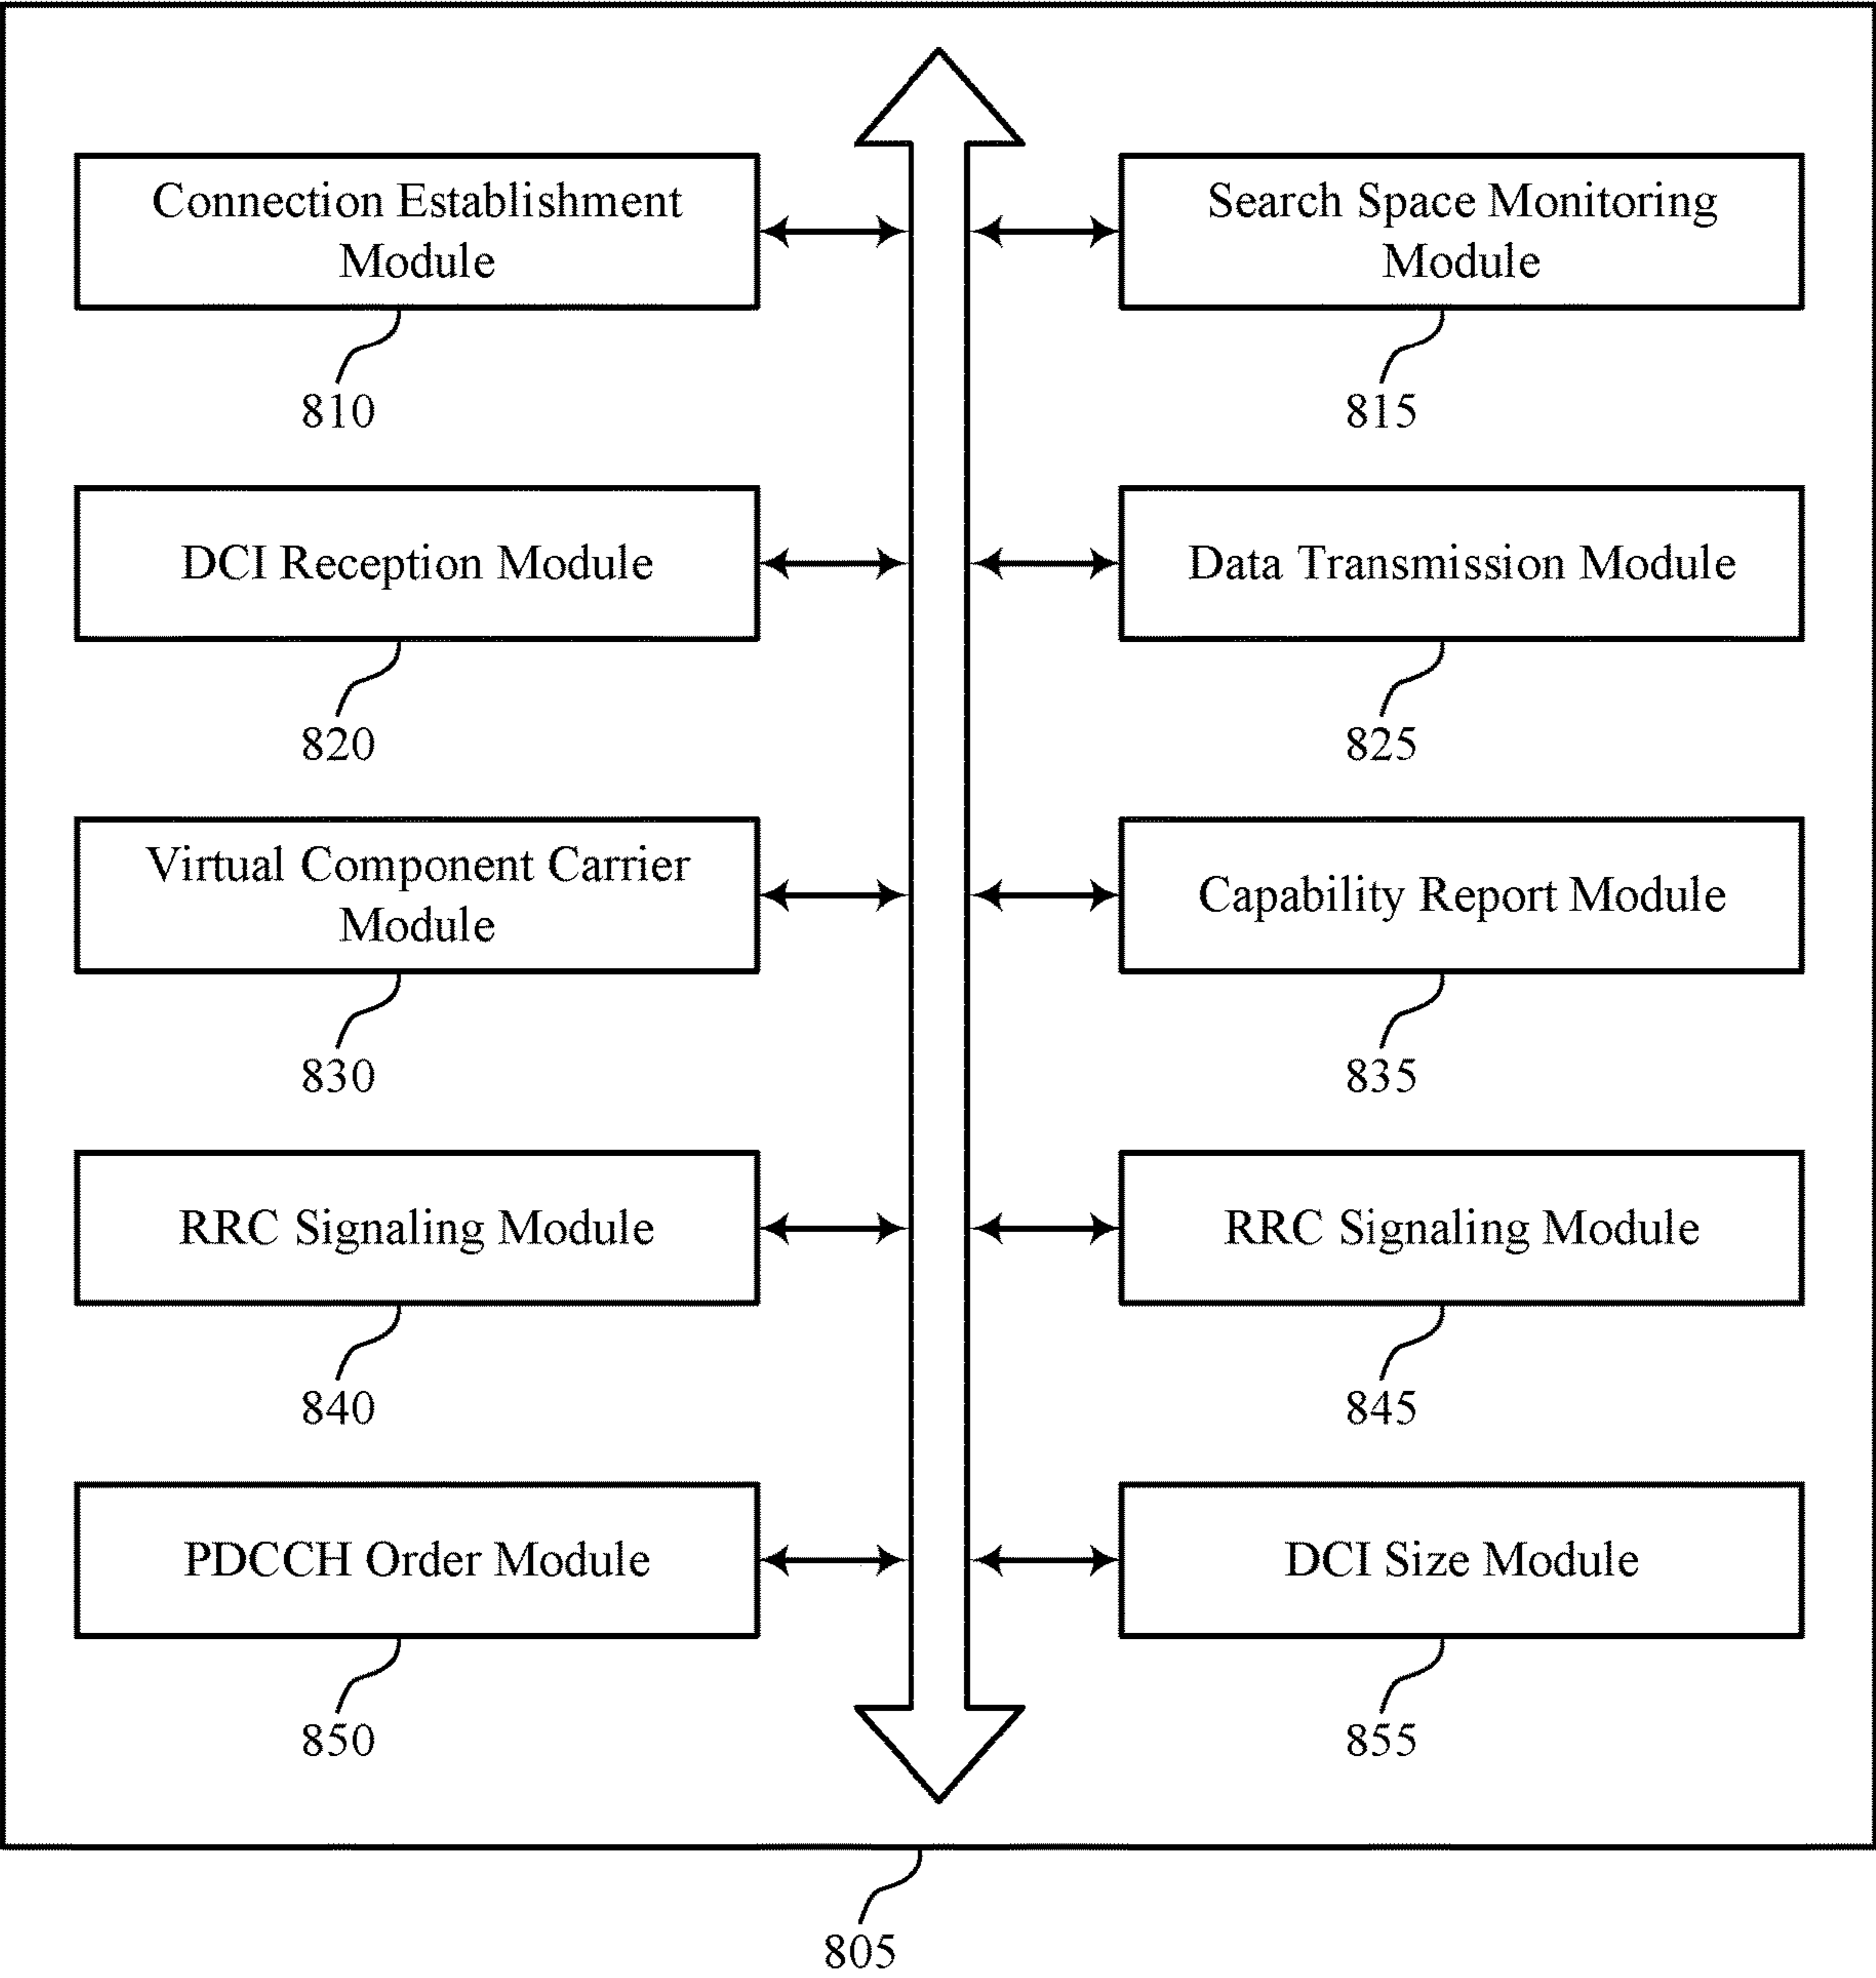 Connection Establishment
Module
810
Search Space Monitoring
Module
815
DCI Reception Module
820
Data Transmission Module
825
Virtual Component Carrier
Module
830
Capability Report Module
835
RRC Signaling Module
840
RRC Signaling Module
845
PDCCH Order Module
850
DCI Size Module
855
805